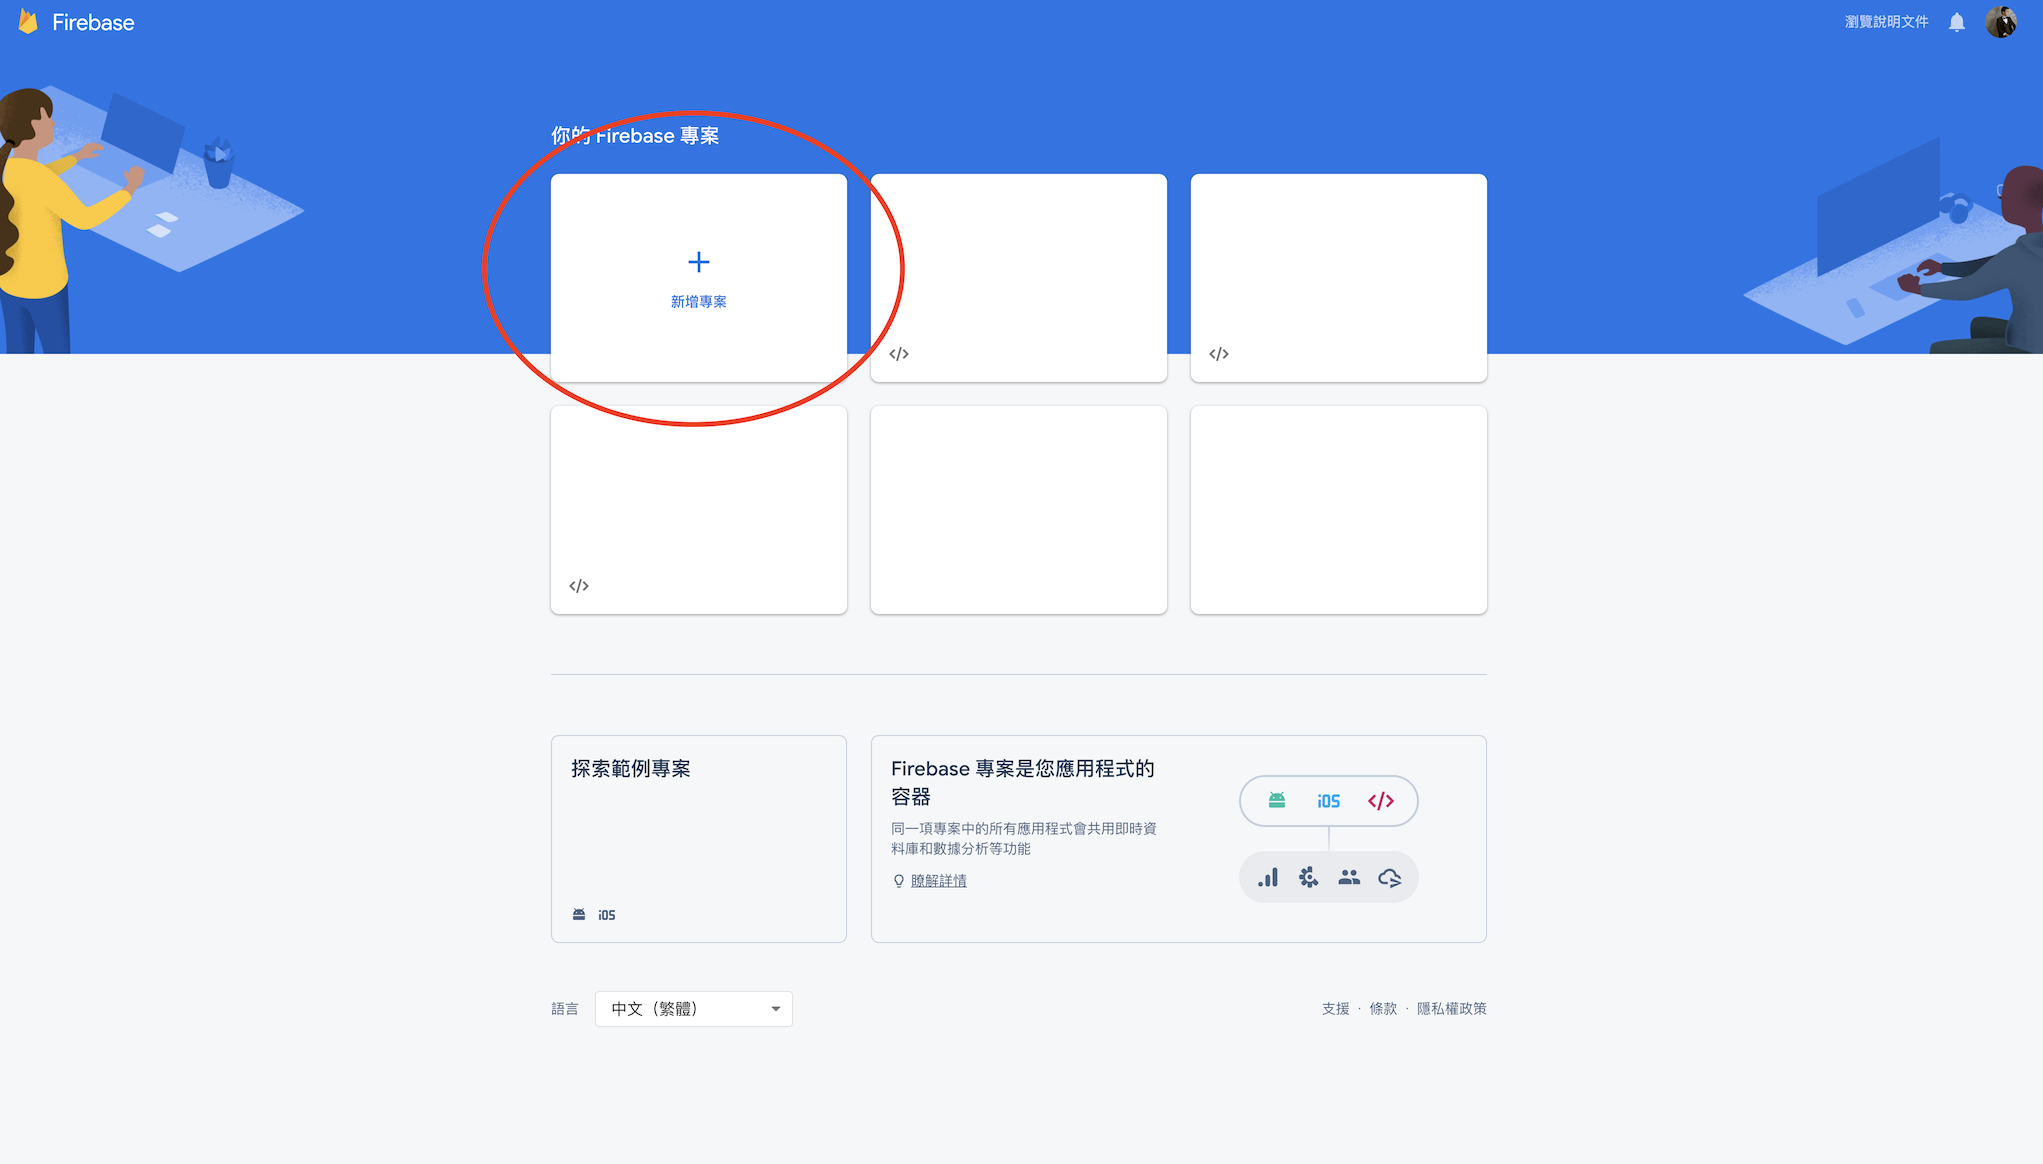 Firebase
瀏覽說明文件
你的 Firebase 專案
新增專案
探索範例專案
iOS
Firebase 專案是您應用程式的
容器
同一項專案中的所有應用程式會共用即時資
料庫和數據分析等功能
瞭解詳情
iOS
語言
中文（繁體）
支援 · 條款 · 隱私權政策